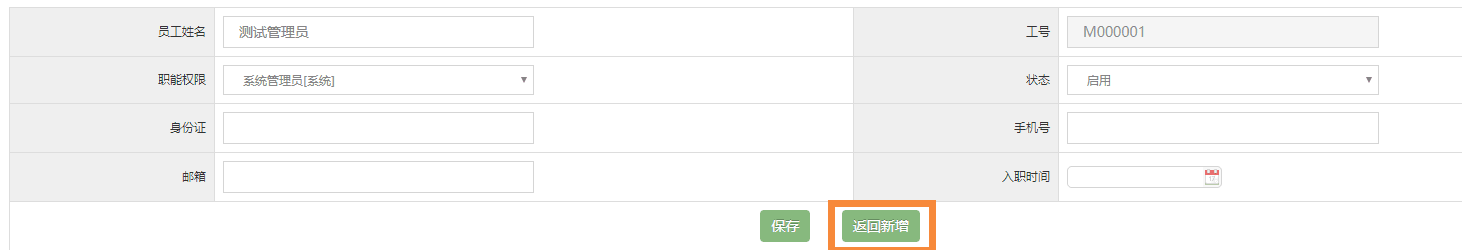 员工姓名 测试管理员 工号 M000001
职能权限 系统管理员[系统] 状态 启用
身份证 手机号
邮箱 入职时间
保存 返回新增